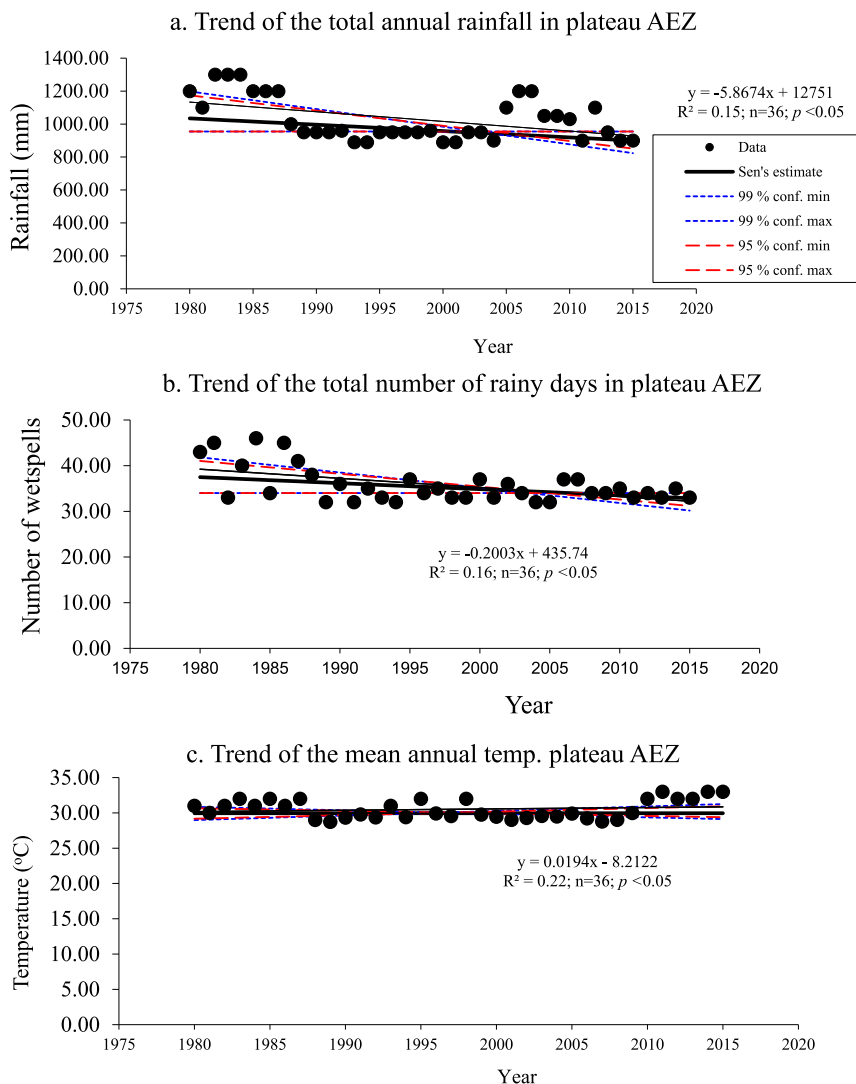 a. Trend of the total annual rainfall in plateau AEZ
1400.00
1200.00
1000.00
800.00
600.00
400.00
200.00
0.00
Rainfall (mm)
1975 1980 1985 1990 1995 2000 2005 2010 2015 2020
Year
y = -5.8674x + 12751
R² = 0.15; n=36; p <0.05
Data
Sen's estimate
99 % conf. min
99 % conf. max
95 % conf. min
95 % conf. max
b. Trend of the total number of rainy days in plateau AEZ
50.00
40.00
30.00
20.00
10.00
0.00
Number of wetspells
y = -0.2003x + 435.74
R² = 0.16; n=36; p <0.05
1975 1980 1985 1990 1995 2000 2005 2010 2015 2020
Year
c. Trend of the mean annual temp. plateau AEZ
35.00
30.00
25.00
20.00
15.00
10.00
5.00
0.00
Temperature (°C)
y = 0.0194x - 8.2122
R² = 0.22; n=36; p <0.05
1975 1980 1985 1990 1995 2000 2005 2010 2015 2020
Year